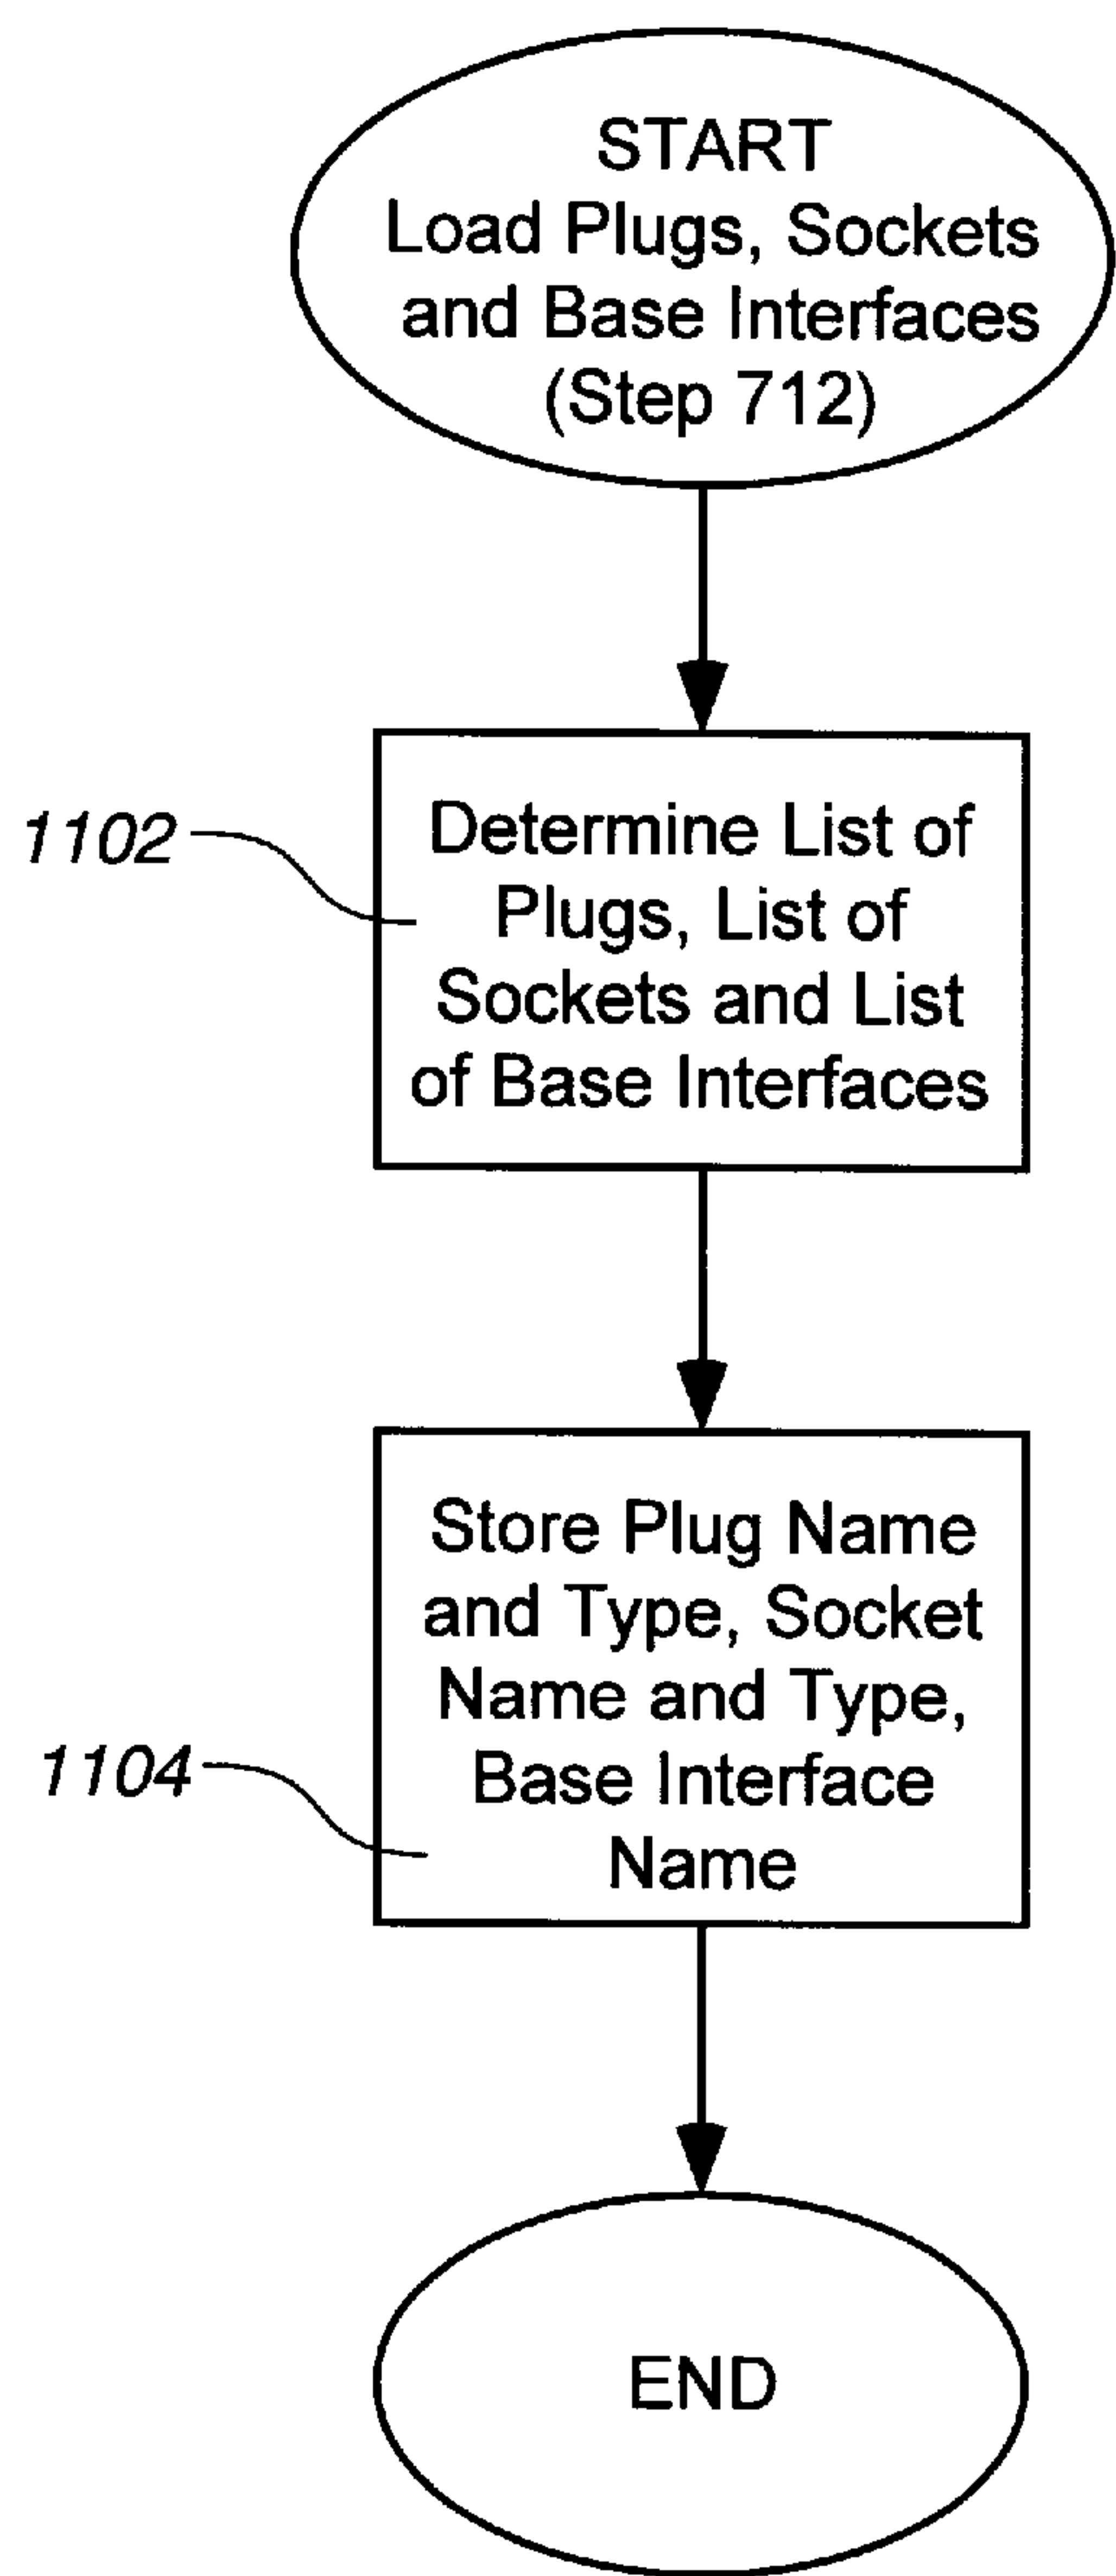 START
Load Plugs, Sockets
and Base Interfaces
(Step 712)
1102
Determine List of
Plugs, List of
Sockets and List
of Base Interfaces
Store Plug Name
and Type, Socket
Name and Type,
1104
Base Interface
Name
END